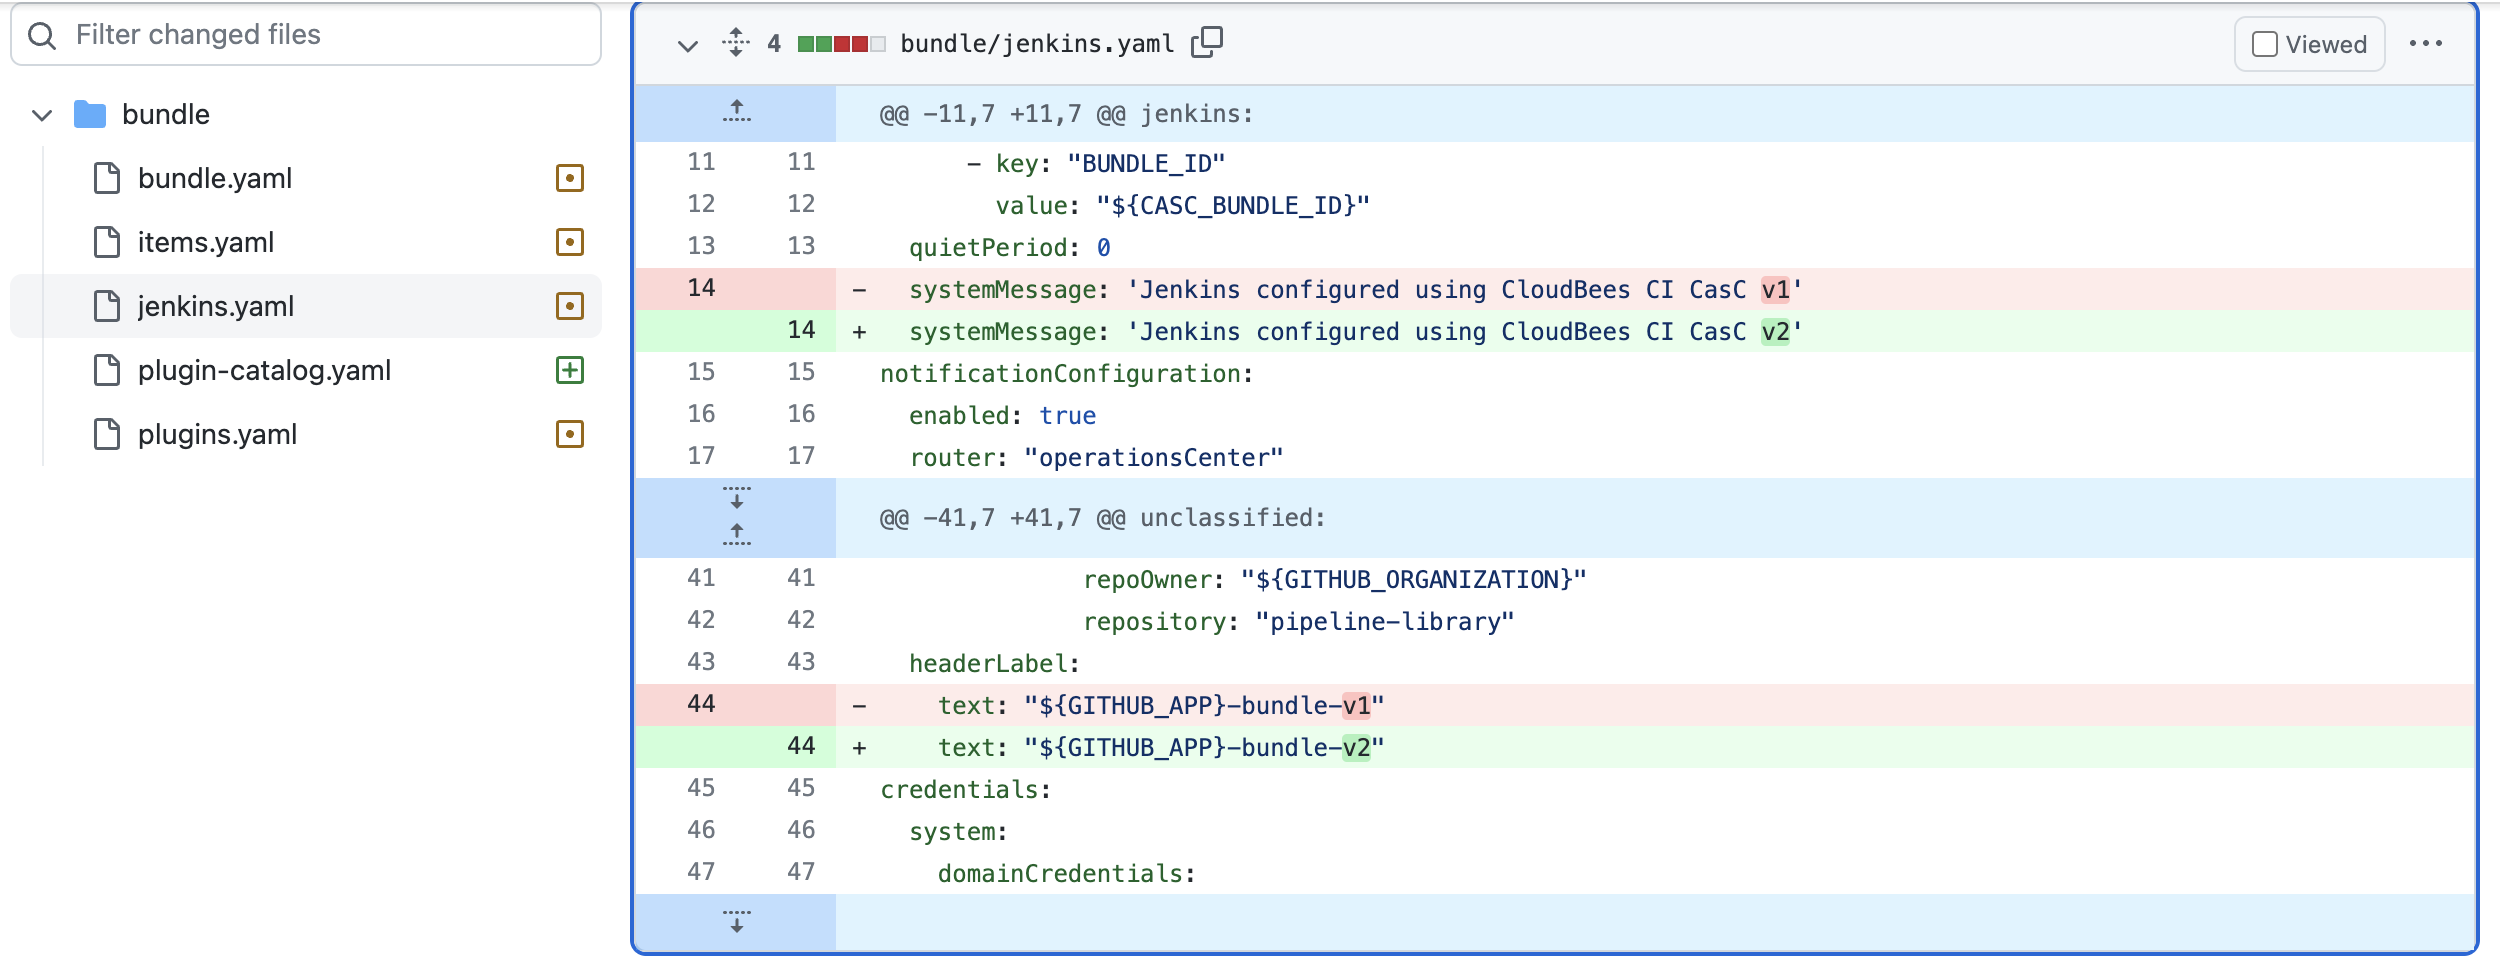 Filter changed files
bundle
bundle.yaml
items.yaml
jenkins.yaml
plugin-catalog.yaml
plugins.yaml
4 bundle/jenkins.yaml Viewed
@@ -11,7 +11,7 @@ jenkins:
11 11 - key: "BUNDLE_ID"
12 12 value: "${CASC_BUNDLE_ID}"
13 13 quietPeriod: 0
14 - systemMessage: 'Jenkins configured using CloudBees CI CasC v1'
14 + systemMessage: 'Jenkins configured using CloudBees CI CasC v2'
15 15 notificationConfiguration:
16 16 enabled: true
17 17 router: "operationsCenter"
@@ -41,7 +41,7 @@ unclassified:
41 41 repoOwner: "${GITHUB_ORGANIZATION}"
42 42 repository: "pipeline-library"
43 43 headerLabel:
44 - text: "${GITHUB_APP}-bundle-v1"
44 + text: "${GITHUB_APP}-bundle-v2"
45 45 credentials:
46 46 system:
47 47 domainCredentials: